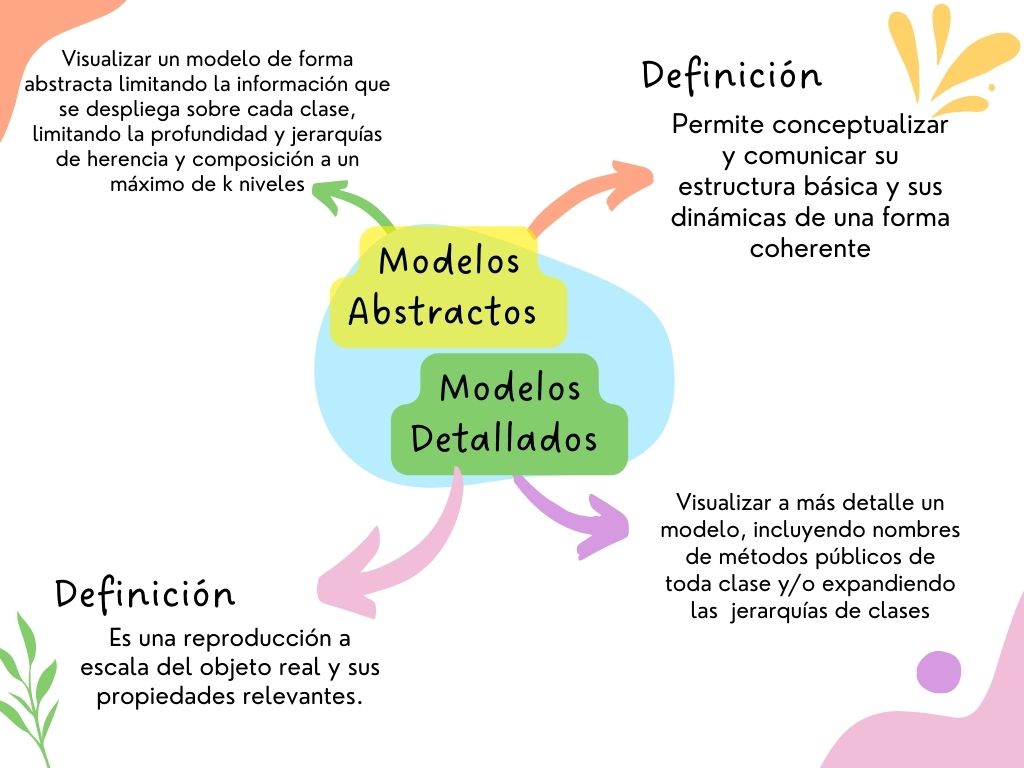 Visualizar un modelo de forma
abstracta limitando la información que
se despliega sobre cada clase,
limitando la profundidad y jerarquías
de herencia y composición a un
máximo de k niveles
Definición
Permite conceptualizar
y comunicar su
estructura básica y sus
dinámicas de una forma
coherente
Modelos
Abstractos
Modelos
Detallados
Visualizar a más detalle un
modelo, incluyendo nombres
de métodos públicos de
toda clase y/o expandiendo
las jerarquías de clases
Definición
Es una reproducción a
escala del objeto real y sus
propiedades relevantes.